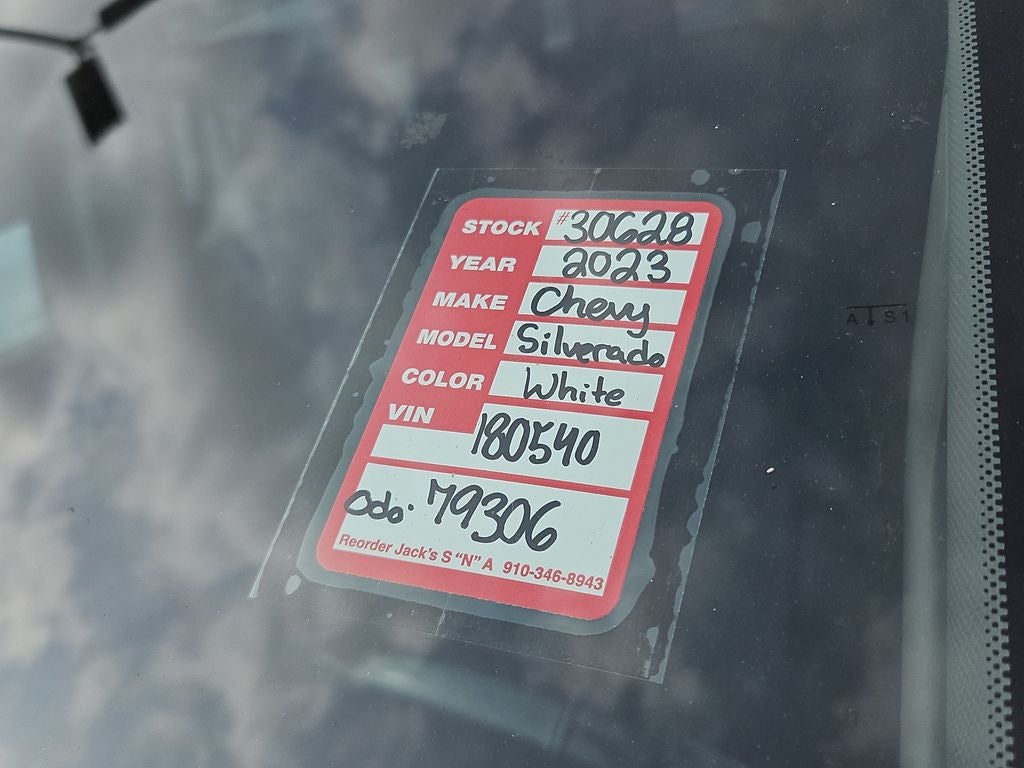 STOCK #30628
YEAR 2023
MAKE Chevy
MODEL Silverado
COLOR White
VIN 180540
Odo. 79306
Reorder Jack's S "N" A 910-346-8943
A S1